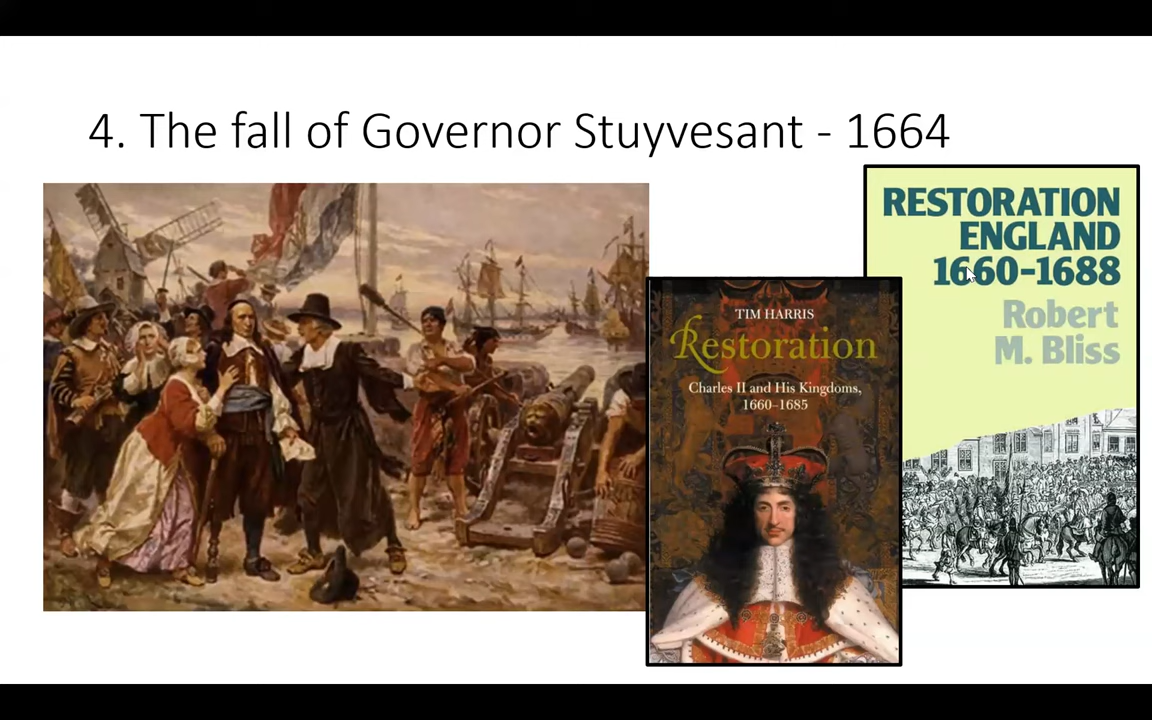 4. The fall of Governor Stuyvesant - 1664
RESTORATION
ENGLAND
1660-1688
Robert
M. Bliss
TIM HARRIS
Restoration
Charles II and His Kingdoms,
1660–1685